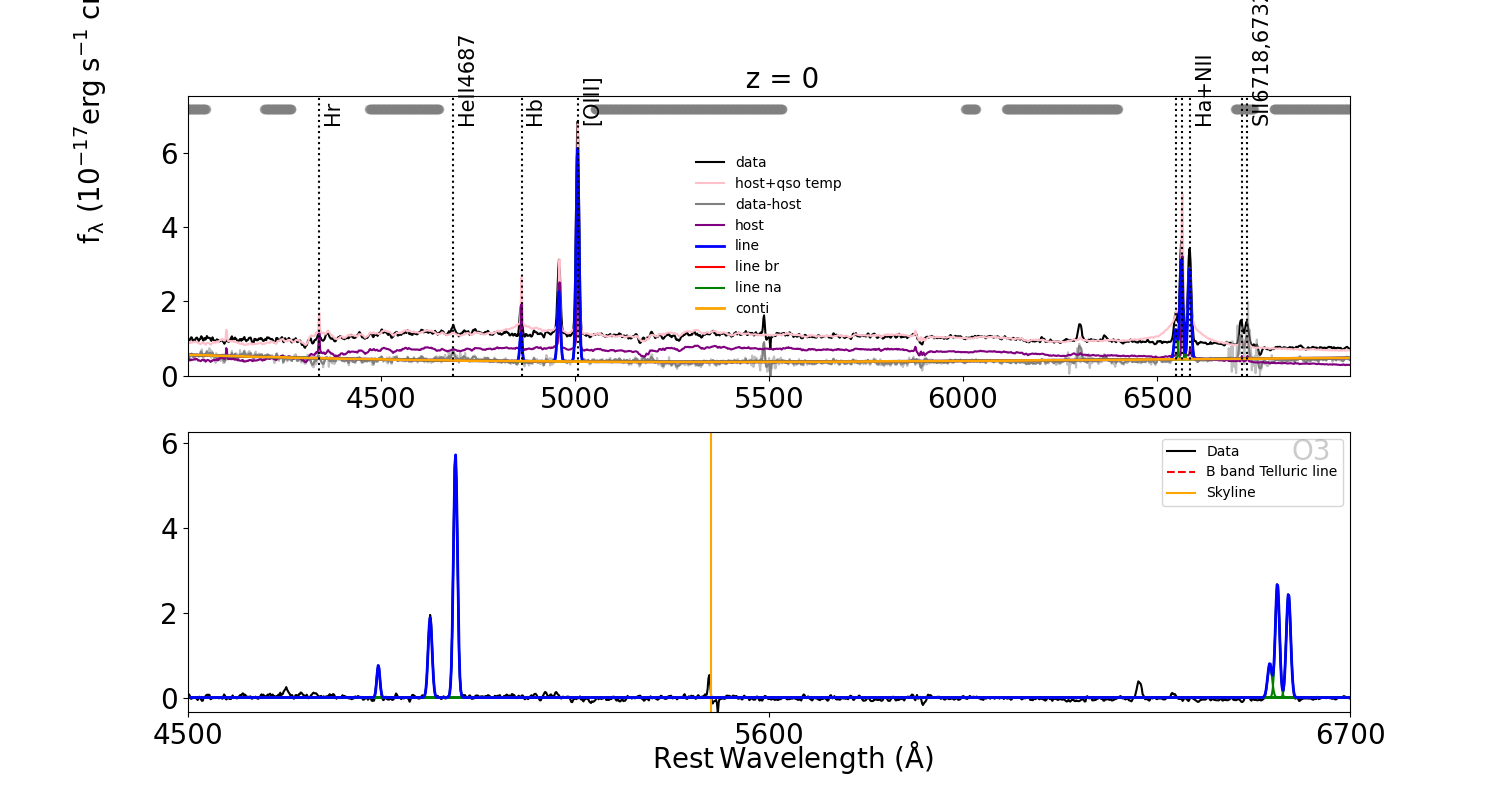 z = 0
f_λ (10^{−17}erg s^{−1}
Hr
HeII4687
Hb
[OIII]
Ha+NII
SII6718,6732
6
4
2
0
data
host+qso temp
data-host
host
line
line br
line na
conti
4500 5000 5500 6000 6500
6
4
2
0
O3
Data
B band Telluric line
Skyline
4500 5600 6700
Rest Wavelength (Å)